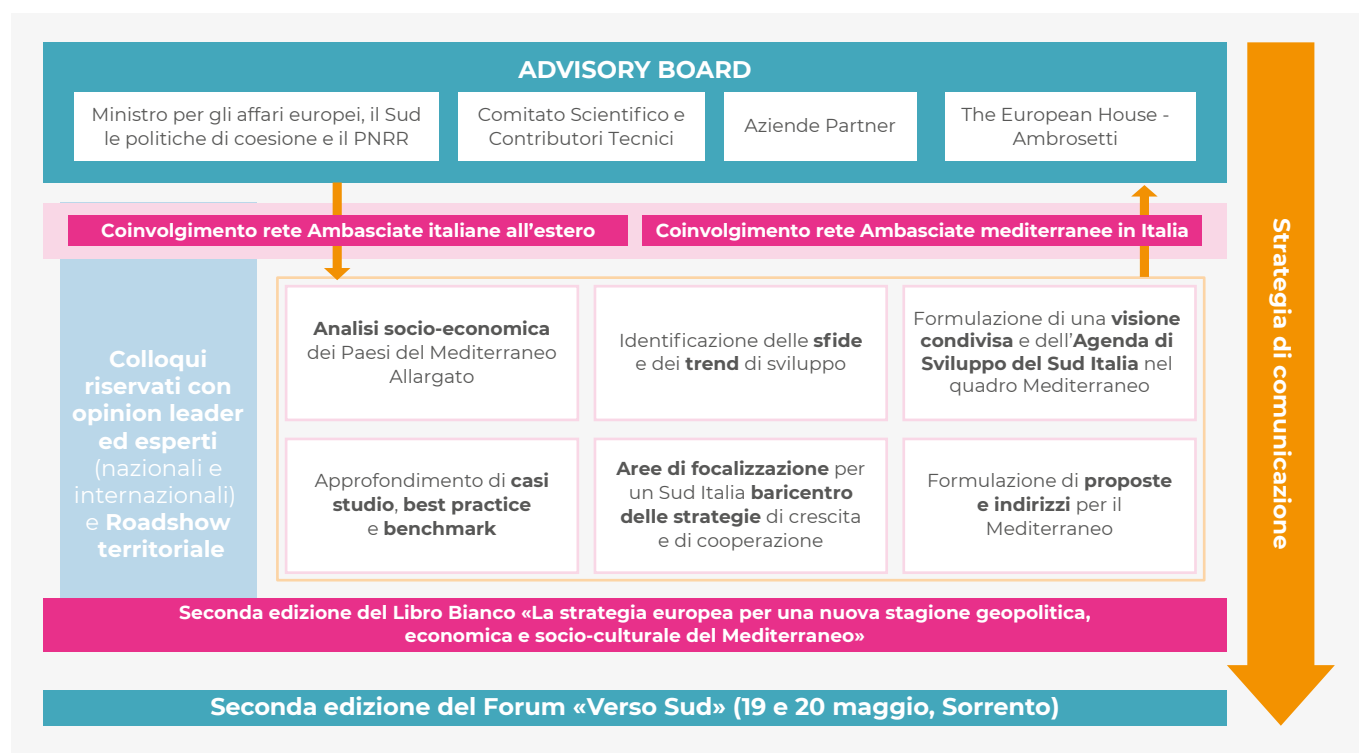 ADVISORY BOARD
Ministro per gli affari europei, il Sud
le politiche di coesione e il PNRR
Comitato Scientifico e
Contributori Tecnici
Aziende Partner
The European House -
Ambrosetti
Coinvolgimento rete Ambasciate italiane all’estero
Coinvolgimento rete Ambasciate mediterranee in Italia
Colloqui
riservati con
opinion leader
ed esperti
(nazionali e
internazionali)
e Roadshow
territoriale
Analisi socio-economica
dei Paesi del Mediterraneo
Allargato
Identificazione delle sfide
e dei trend di sviluppo
Formulazione di una visione
condivisa e dell’Agenda di
Sviluppo del Sud Italia nel
quadro Mediterraneo
Approfondimento di casi
studio, best practice
e benchmark
Aree di focalizzazione per
un Sud Italia baricentro
delle strategie di crescita
e di cooperazione
Formulazione di proposte
e indirizzi per il
Mediterraneo
Seconda edizione del Libro Bianco «La strategia europea per una nuova stagione geopolitica,
economica e socio-culturale del Mediterraneo»
Seconda edizione del Forum «Verso Sud» (19 e 20 maggio, Sorrento)
Strategia di comunicazione